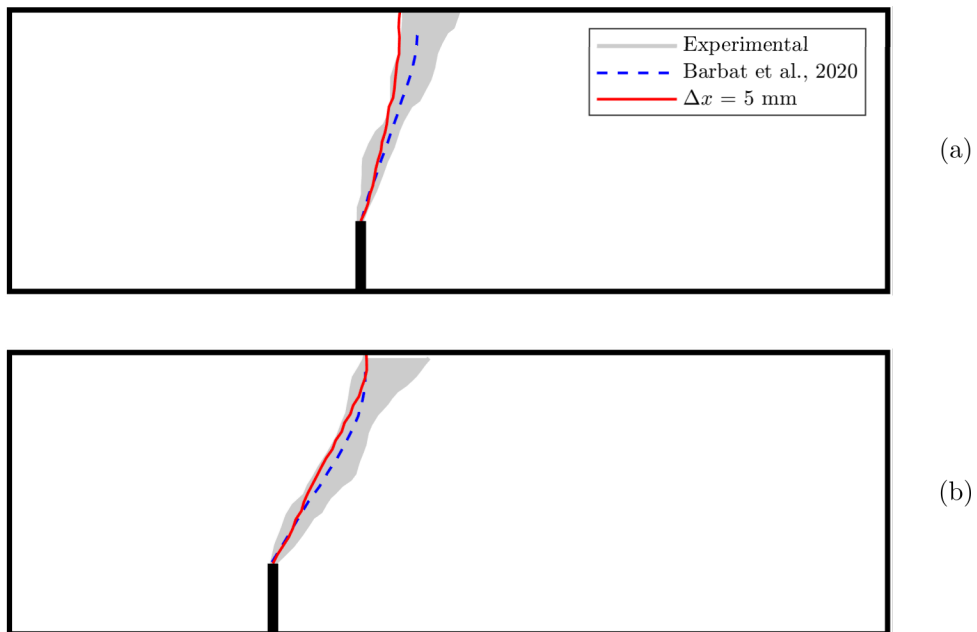 Experimental
Barbat et al., 2020
Δx = 5 mm
(a)
(b)